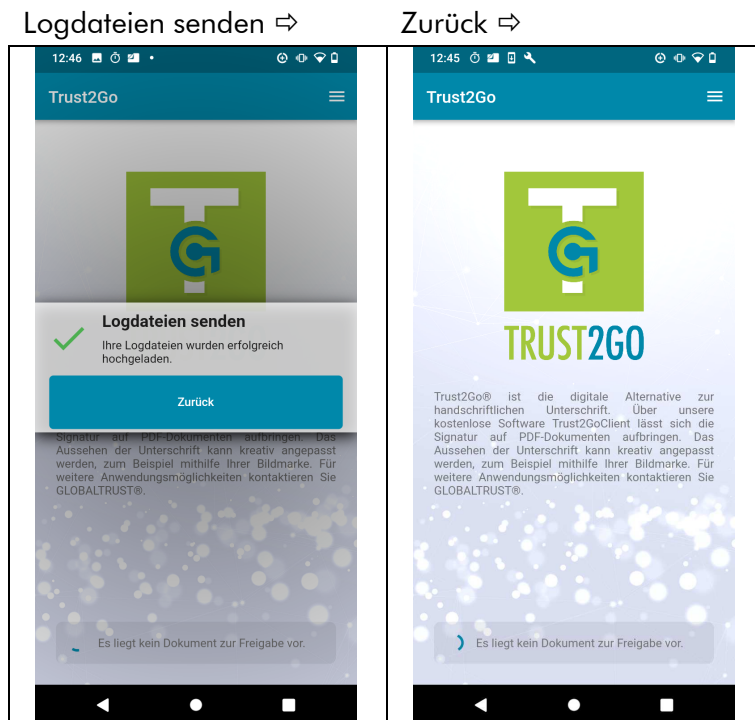 Logdateien senden ⇨
Zurück ⇨
12:46
Trust2Go
Logdateien senden
Ihre Logdateien wurden erfolgreich
hochgeladen.
Zurück
Signatur auf PDF-Dokumenten aufbringen. Das
Aussehen der Unterschrift kann kreativ angepasst
werden, zum Beispiel mithilfe Ihrer Bildmarke. Für
weitere Anwendungsmöglichkeiten kontaktieren Sie
GLOBALTRUST®.
Es liegt kein Dokument zur Freigabe vor.
12:45
Trust2Go
TRUST2GO
Trust2Go® ist die digitale Alternative zur
handschriftlichen Unterschrift. Über unsere
kostenlose Software Trust2GoClient lässt sich die
Signatur auf PDF-Dokumenten aufbringen. Das
Aussehen der Unterschrift kann kreativ angepasst
werden, zum Beispiel mithilfe Ihrer Bildmarke. Für
weitere Anwendungsmöglichkeiten kontaktieren Sie
GLOBALTRUST®.
Es liegt kein Dokument zur Freigabe vor.